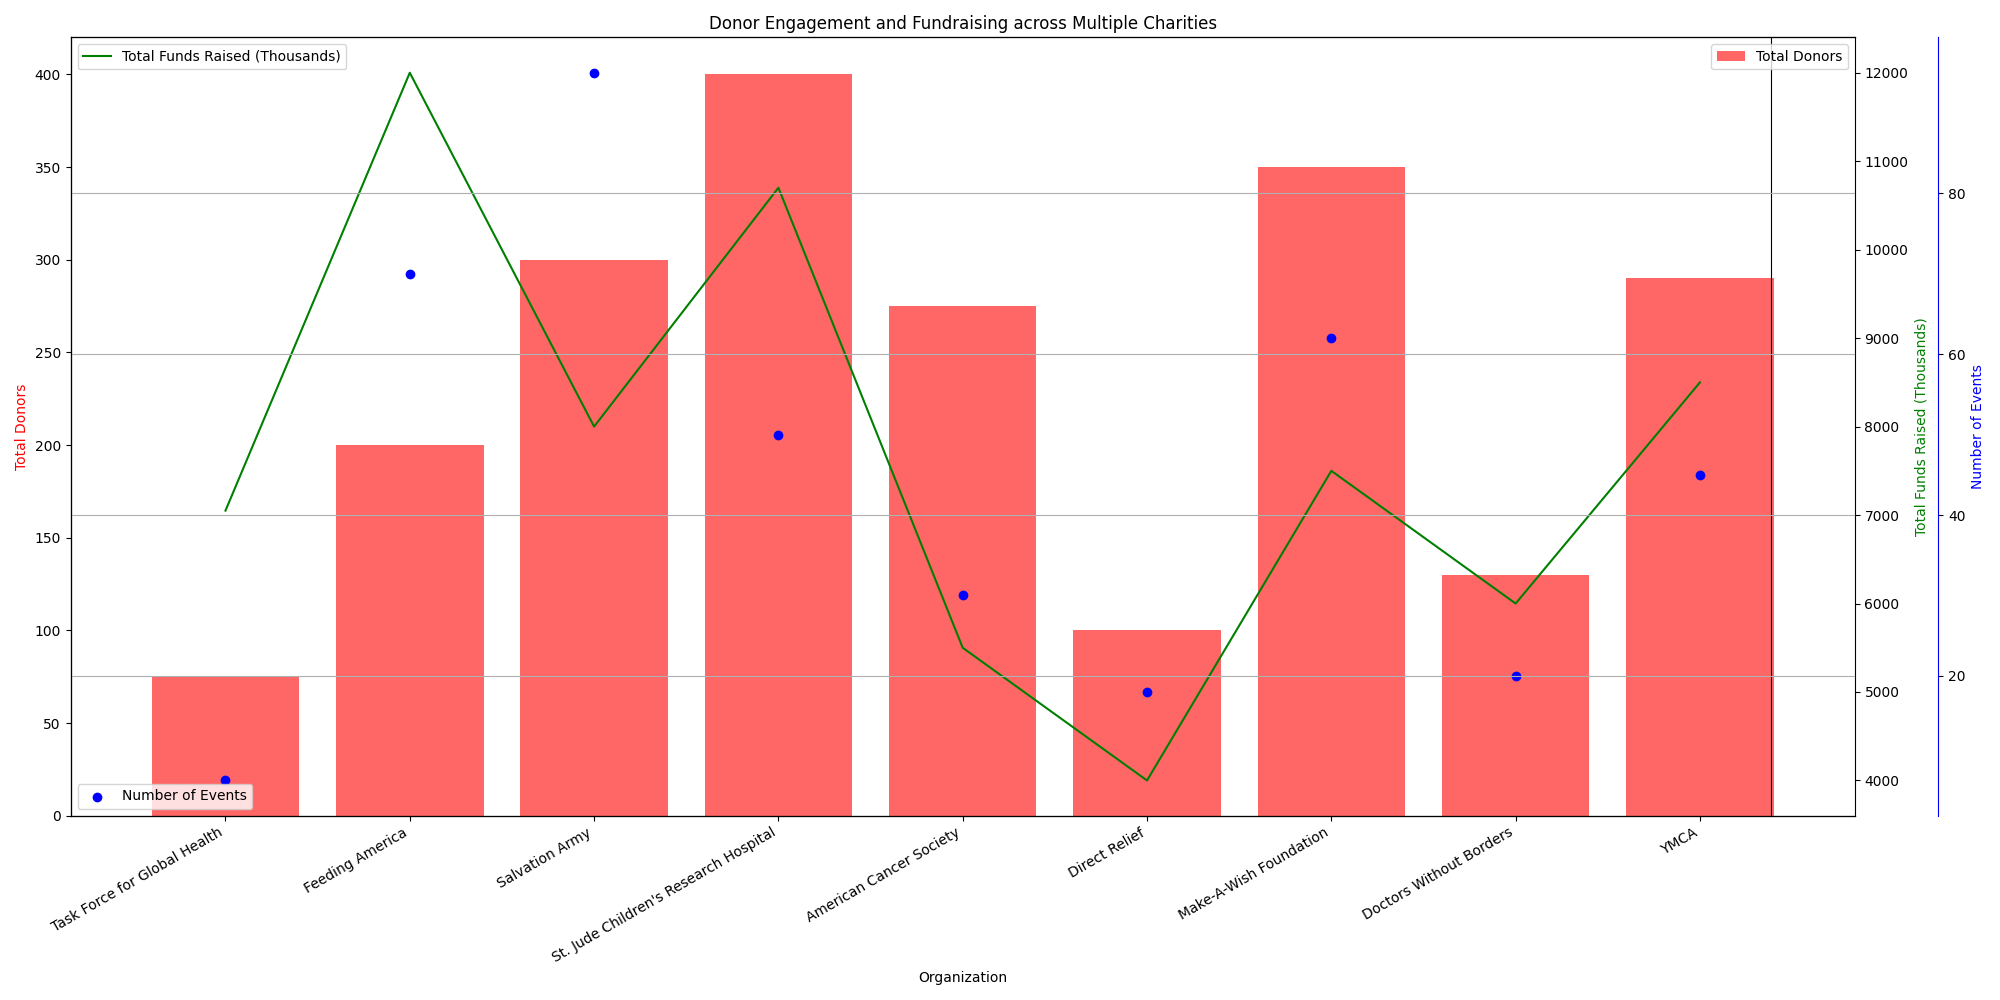 Donor Engagement and Fundraising across Multiple Charities
Total Funds Raised (Thousands)
Total Donors
Number of Events
Total Donors
400
350
300
250
200
150
100
50
0
12000
11000
10000
9000
8000
7000
6000
5000
4000
Total Funds Raised (Thousands)
80
60
40
20
Number of Events
Task Force for Global Health
Feeding America
Salvation Army
St. Jude Children's Research Hospital
American Cancer Society
Direct Relief
Make-A-Wish Foundation
Doctors Without Borders
YMCA
Organization